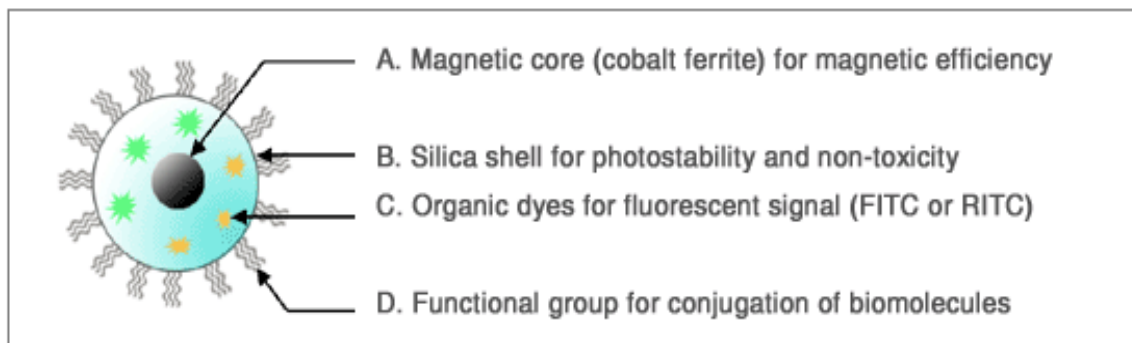 A. Magnetic core (cobalt ferrite) for magnetic efficiency
B. Silica shell for photostability and non-toxicity
C. Organic dyes for fluorescent signal (FITC or RITC)
D. Functional group for conjugation of biomolecules